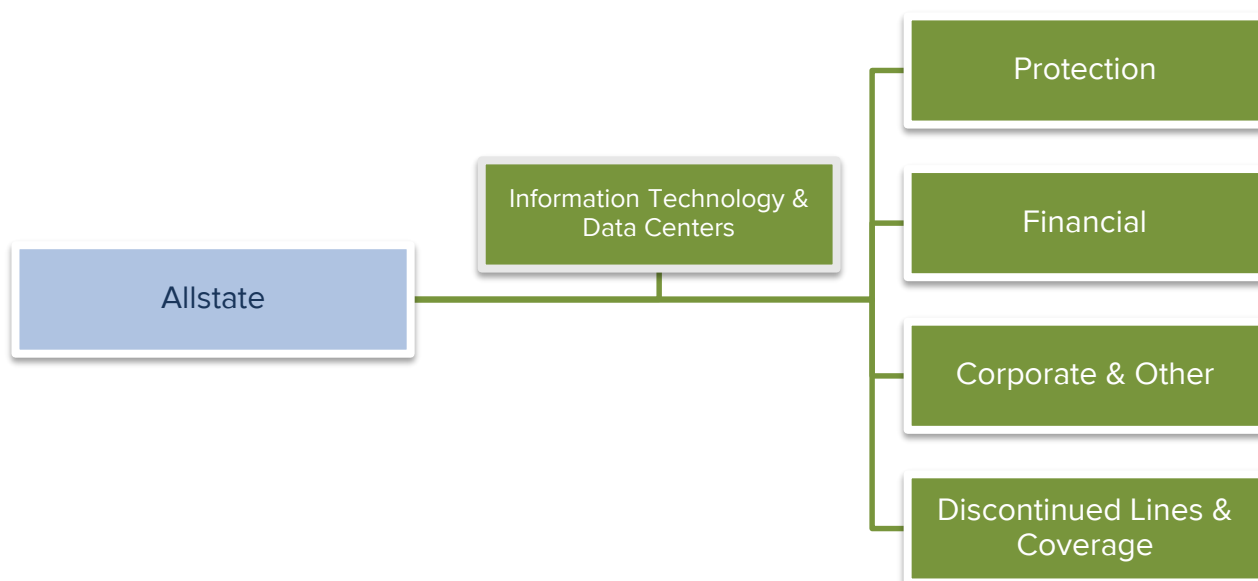 Protection
Information Technology &
Data Centers
Financial
Allstate
Corporate & Other
Discontinued Lines &
Coverage